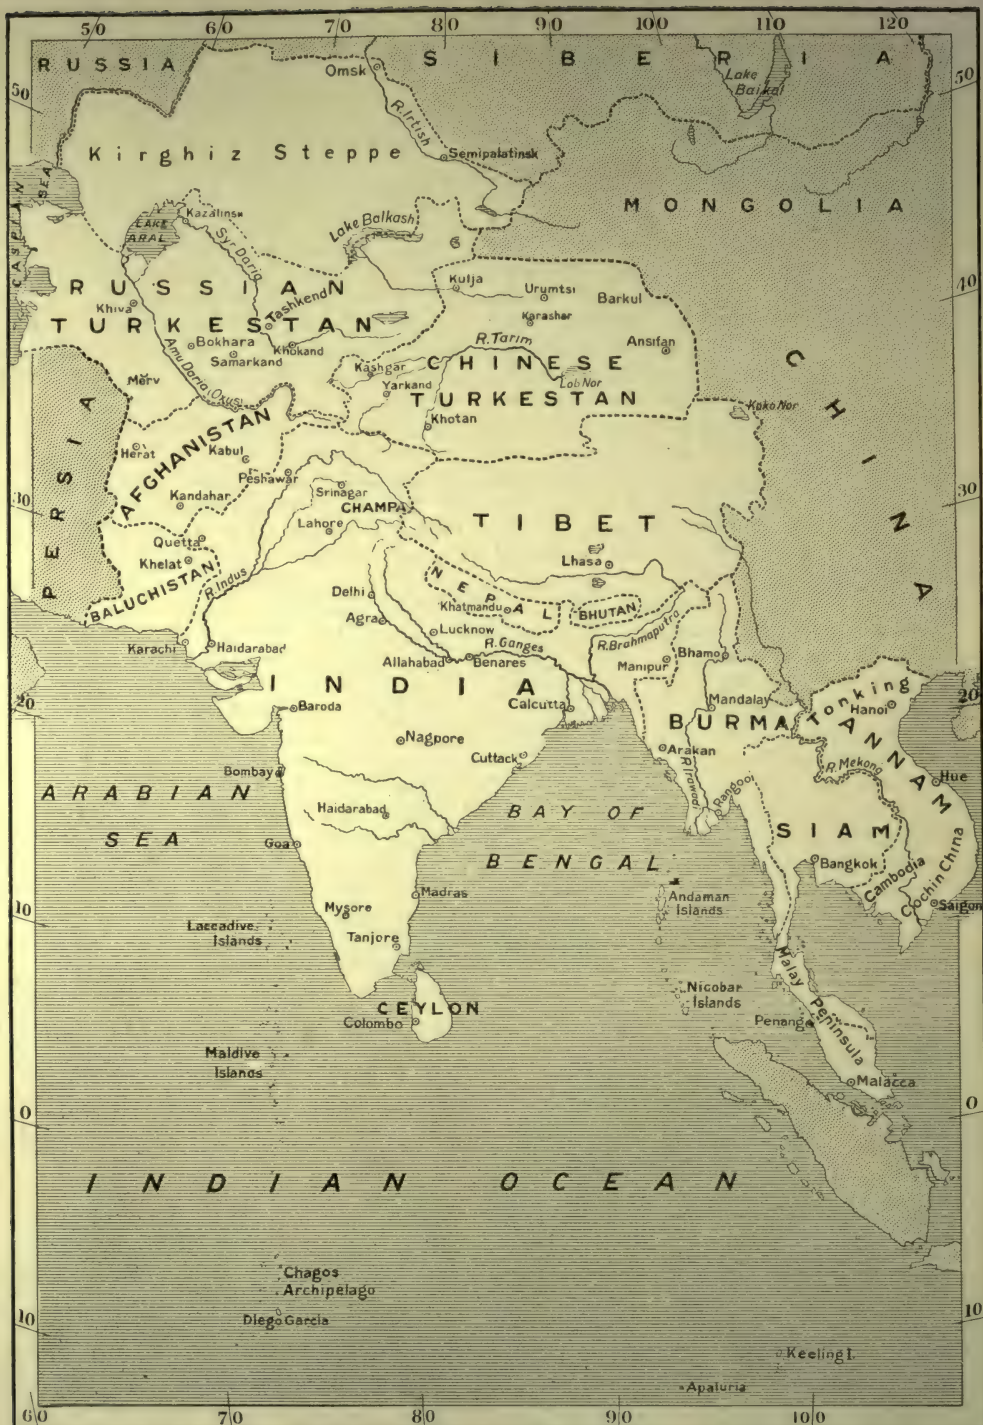 50 60 70 80 90 100 110 120
RUSSIA
SIBERIA
Omsk
Lake Baikal
50
50
R. Irtish
Kirghiz Steppe
Semipalatinsk
CASPIAN SEA
MONGOLIA
Kazalinsk
LAKE ARAL
Syr Daria
Lake Balkash
40
40
RUSSIAN
TURKESTAN
Khiva
Tashkend
Kulja
Urumtsi
Barkul
Karashar
Bokhara
Samarkand
Khokand
R. Tarim
Ansifan
Amu Daria (Oxus)
Kashgar
CHINESE
TURKESTAN
Lob Nor
Yarkand
Merv
Koko Nor
Khotan
CHINA
PERSIA
AFGHANISTAN
Herat
Kabul
Peshawar
Kandahar
Srinagar
CHAMPA
30
30
Lahore
TIBET
Quetta
Khelat
Lhasa
BALUCHISTAN
R. Indus
NEPAL
Delhi
Khatmandu
BHUTAN
Agra
Lucknow
Karachi
Haidarabad
R. Ganges
R. Brahmaputra
Allahabad
Benares
Manipur
Bhamo
INDIA
20
20
Baroda
Calcutta
Mandalay
Tonking
Hanoi
BURMA
ANNAM
Nagpore
Cuttack
Arakan
R. Irawadi
R. Mekong
Bombay
Rangoon
Hue
ARABIAN
SEA
Haidarabad
BAY OF
BENGAL
SIAM
Goa
Bangkok
Cambodia
Cochin China
Madras
Andaman
Islands
Saigon
10
10
Mysore
Laccadive
Islands
Tanjore
Malay Peninsula
Nicobar
Islands
CEYLON
Colombo
Penang
Maldive
Islands
Malacca
0
0
INDIAN OCEAN
Chagos
Archipelago
Diego Garcia
10
10
Keeling I.
Apaluria
60 70 80 90 100